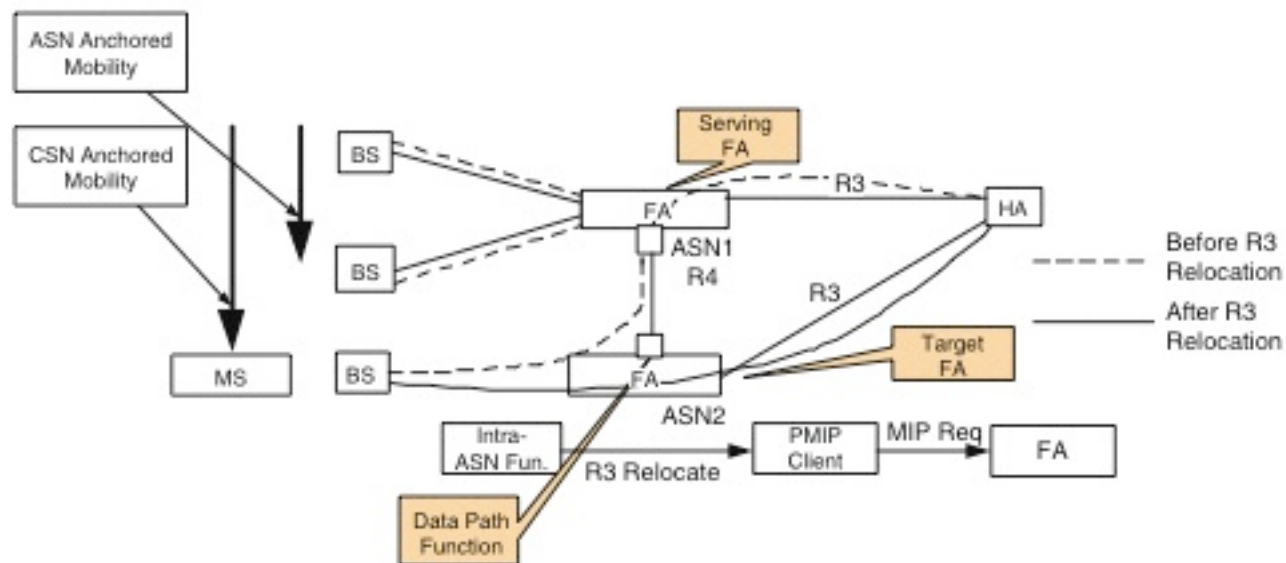 ASN Anchored
Mobility
CSN Anchored
Mobility
BS
BS
BS
MS
Serving
FA
FA'
ASN1
R4
R3
R3
HA
Before R3
Relocation
After R3
Relocation
Target
FA
FA
ASN2
Intra-
ASN Fun.
R3 Relocate
PMIP
Client
MIP Req
FA
Data Path
Function